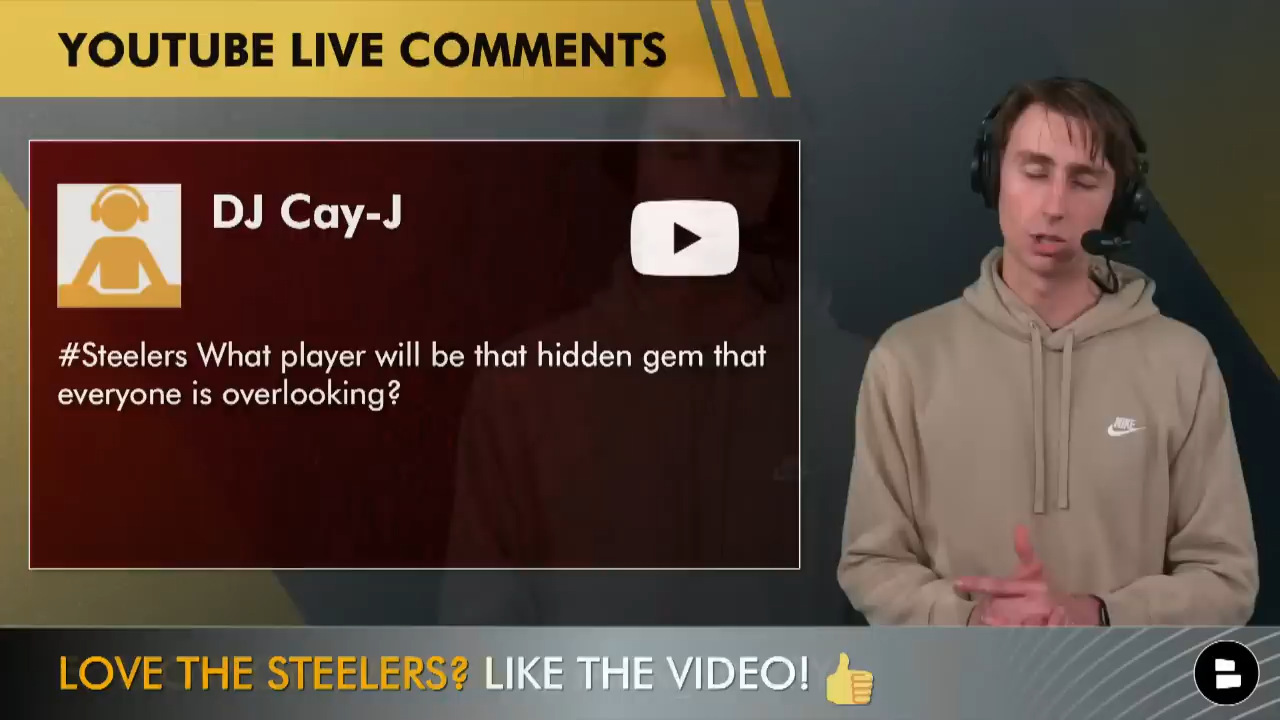 YOUTUBE LIVE COMMENTS
DJ Cay-J
#Steelers What player will be that hidden gem that
everyone is overlooking?
NIKE
LOVE THE STEELERS? LIKE THE VIDEO!